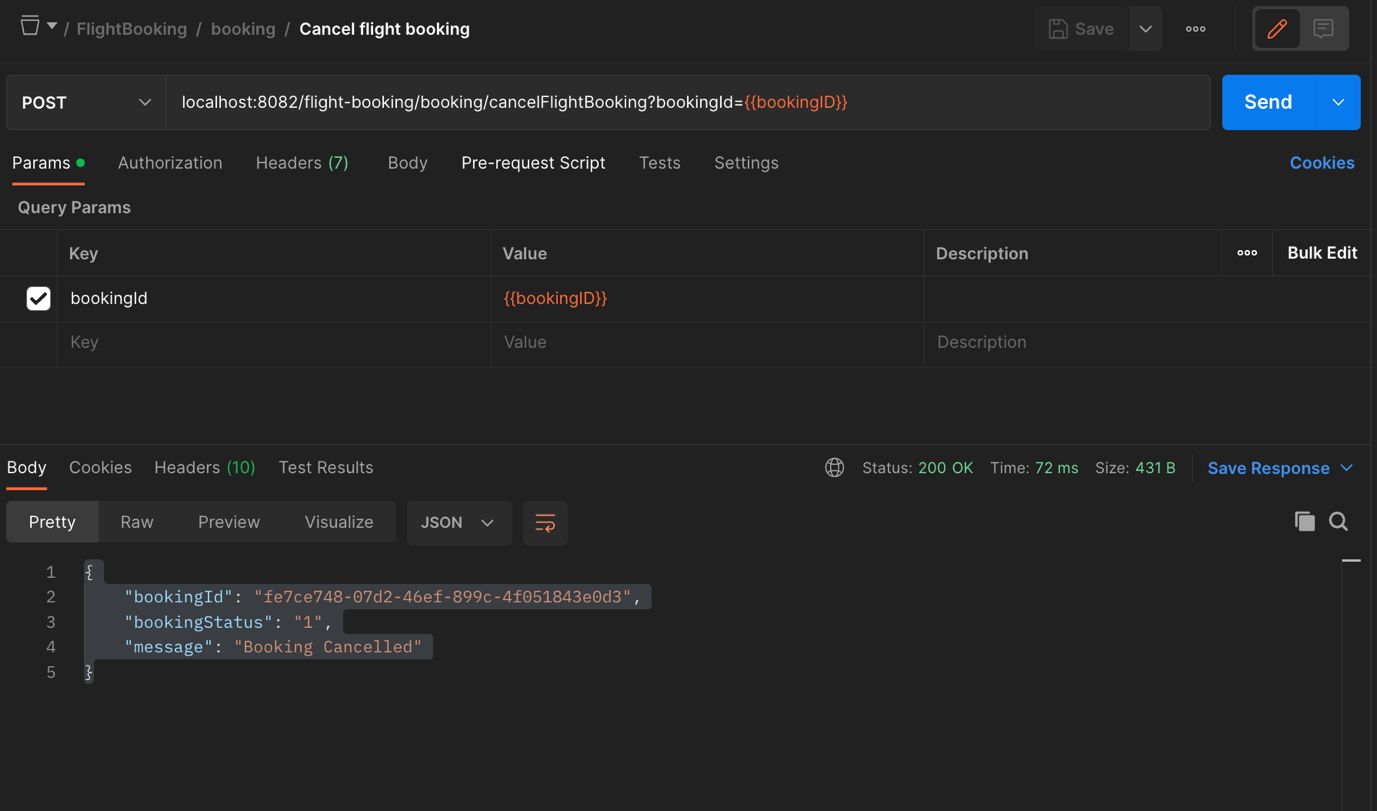 / FlightBooking / booking / Cancel flight booking
Save
POST
localhost:8082/flight-booking/booking/cancelFlightBooking?bookingId={{bookingID}}
Send
Params
Authorization
Headers (7)
Body
Pre-request Script
Tests
Settings
Cookies
Query Params
Key
Value
Description
Bulk Edit
bookingId
{{bookingID}}
Key
Value
Description
Body
Cookies
Headers (10)
Test Results
Status: 200 OK
Time: 72 ms
Size: 431 B
Save Response
Pretty
Raw
Preview
Visualize
JSON
1 {
2 "bookingId": "fe7ce748-07d2-46ef-899c-4f051843e0d3",
3 "bookingStatus": "1",
4 "message": "Booking Cancelled"
5 }